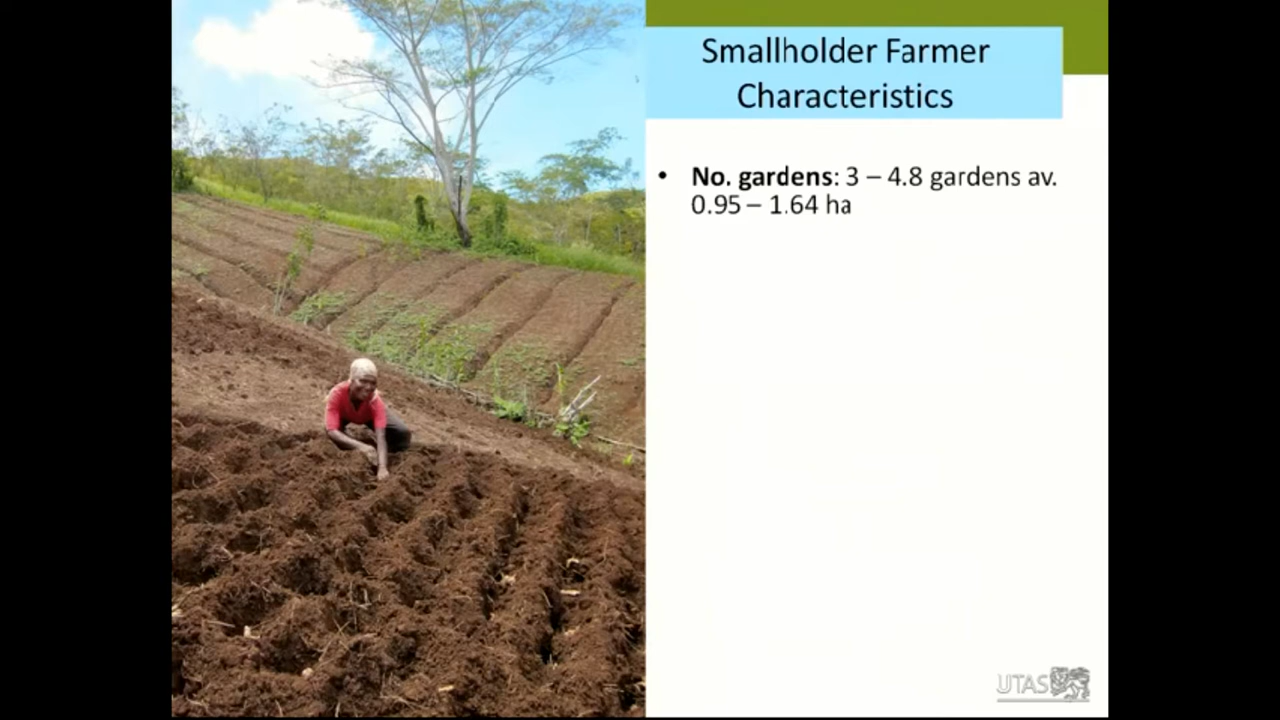 Smallholder Farmer
Characteristics
• No. gardens: 3 – 4.8 gardens av.
0.95 – 1.64 ha
UTAS